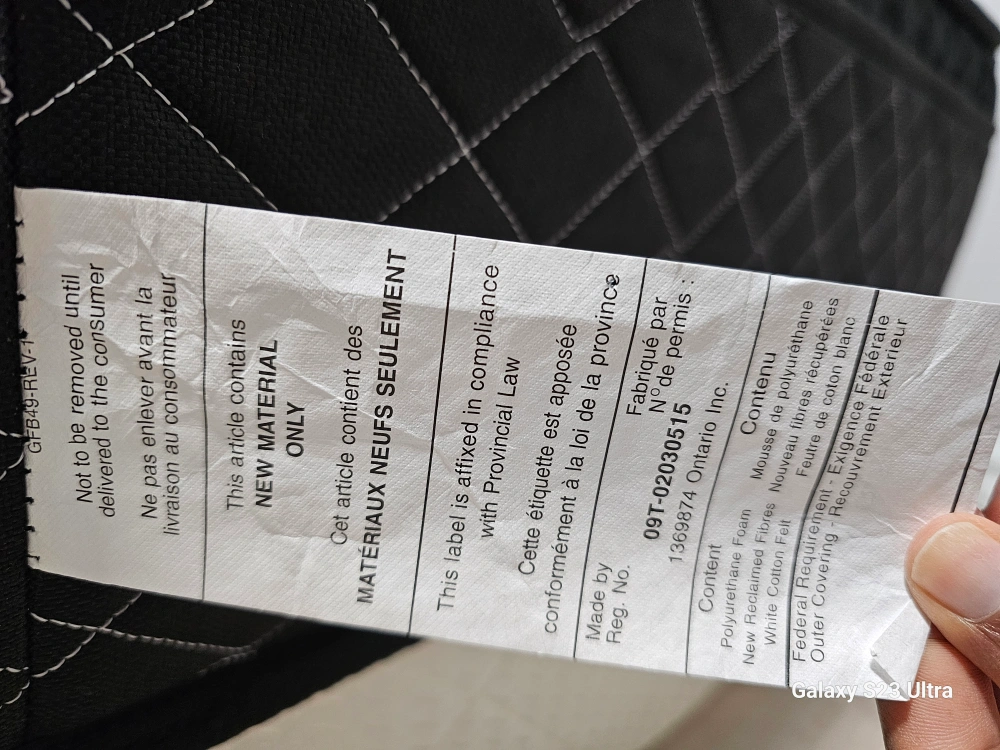 GFB49-REV-1
Not to be removed until
delivered to the consumer
Ne pas enlever avant la
livraison au consommateur
This article contains
NEW MATERIAL
ONLY
Cet article contient des
MATÉRIAUX NEUFS SEULEMENT
This label is affixed in compliance
with Provincial Law
Cette étiquette est apposée
conformément à la loi de la province
Made by Fabriqué par
Reg. No. N° de permis :
09T-02030515
1369874 Ontario Inc.
Content Contenu
Polyurethane Foam Mousse de polyuréthane
New Reclaimed Fibres Nouveau fibres récupérées
White Cotton Felt Feutre de coton blanc
Federal Requirement - Exigence Fédérale
Outer Covering - Recouvrement Exterieur
Galaxy S23 Ultra